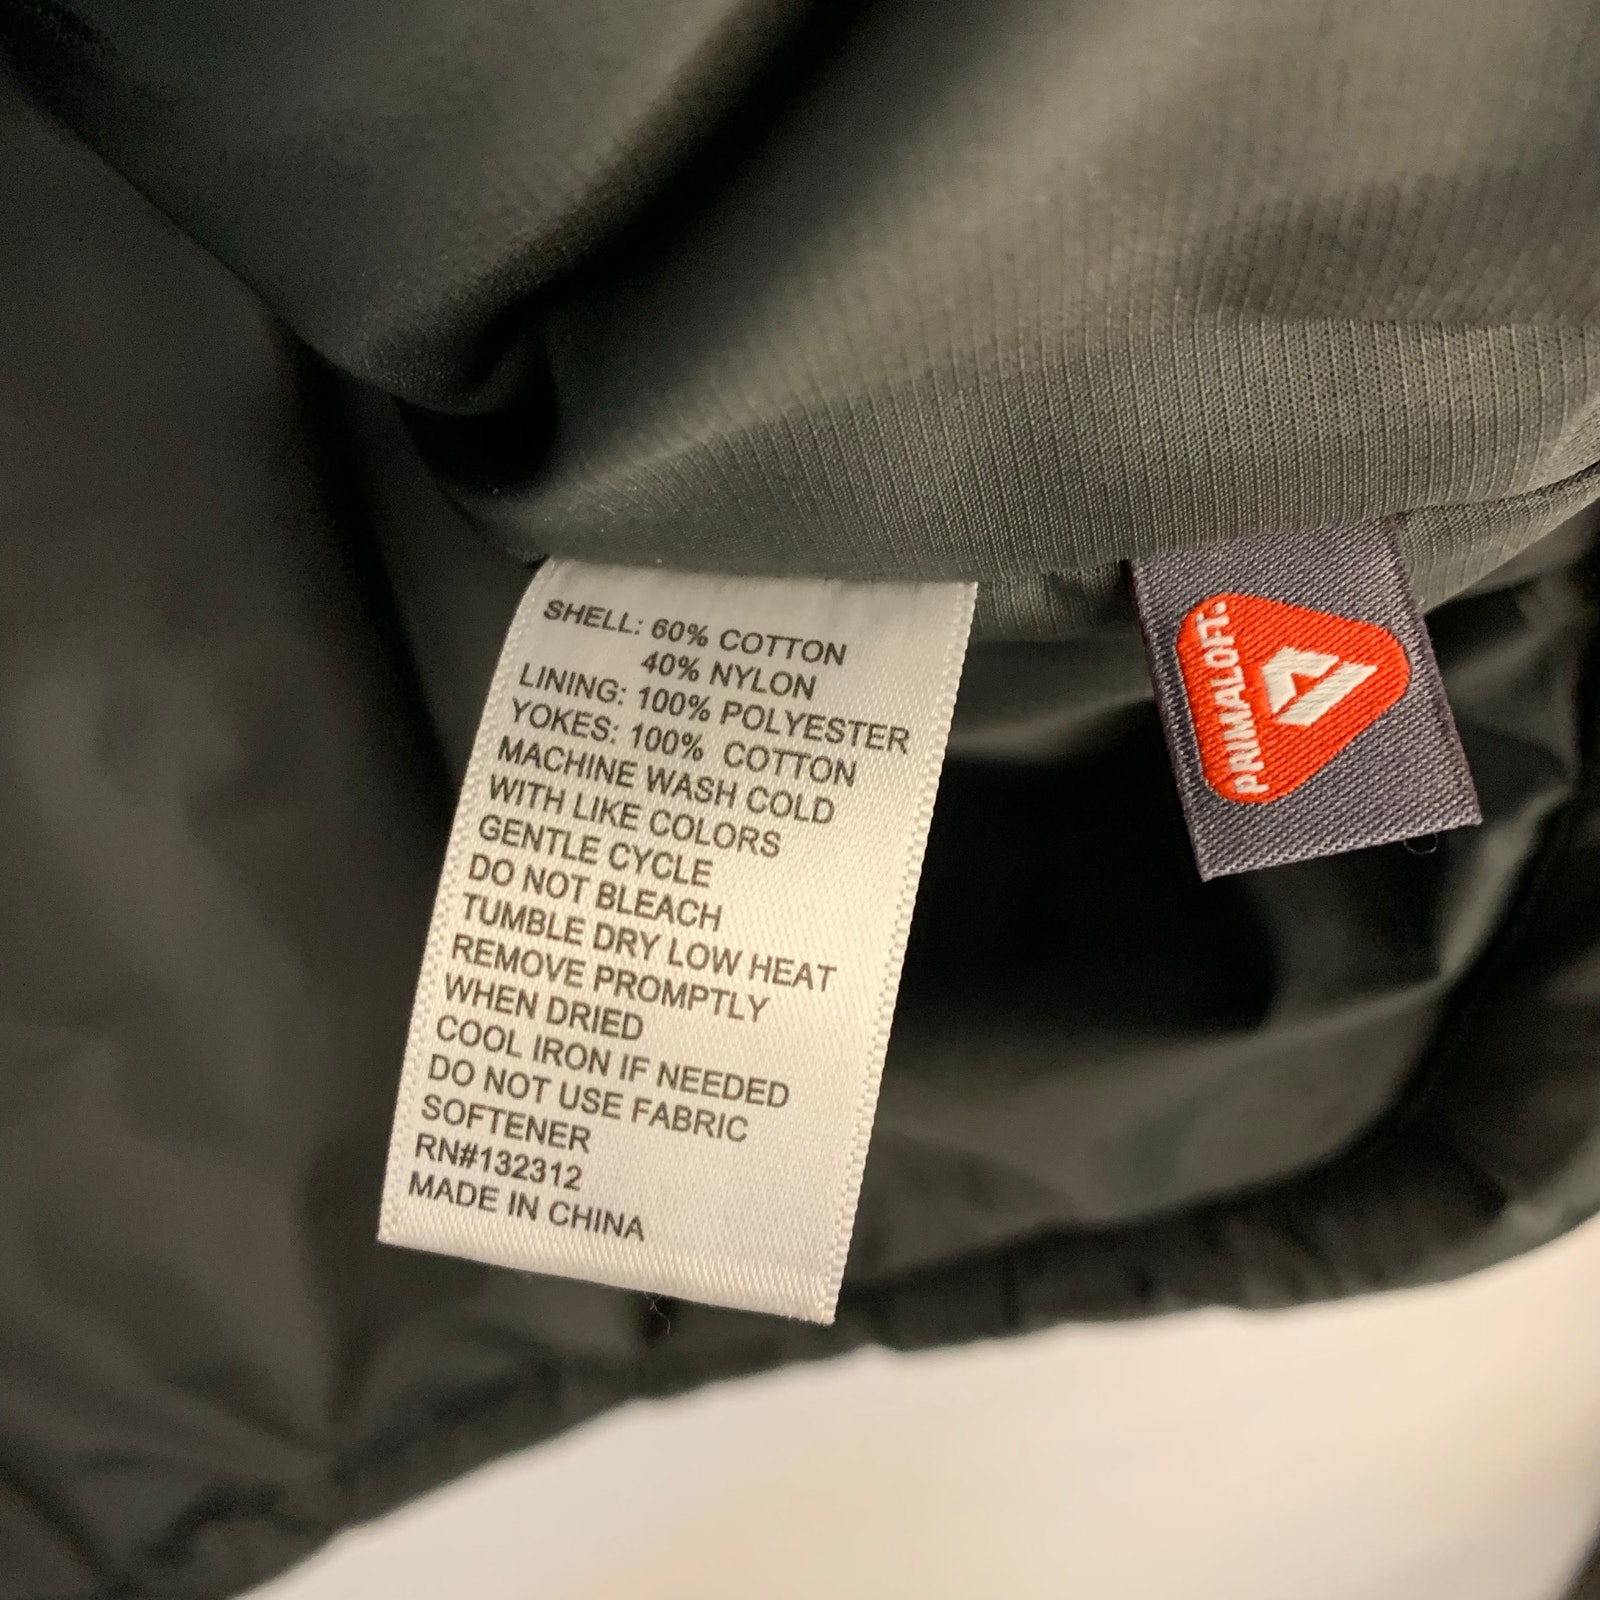 SHELL: 60% COTTON
40% NYLON
LINING: 100% POLYESTER
YOKES: 100% COTTON
MACHINE WASH COLD
WITH LIKE COLORS
GENTLE CYCLE
DO NOT BLEACH
TUMBLE DRY LOW HEAT
REMOVE PROMPTLY
WHEN DRIED
COOL IRON IF NEEDED
DO NOT USE FABRIC
SOFTENER
RN#132312
MADE IN CHINA
PRIMALOFT.